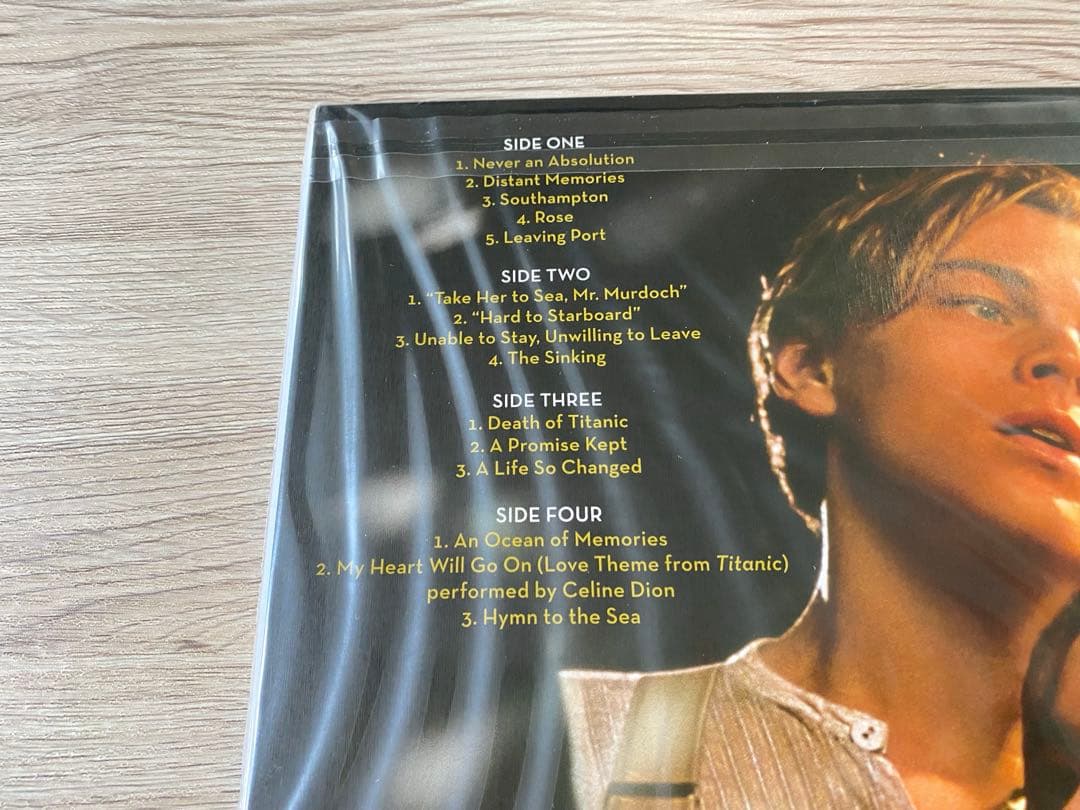 SIDE ONE
1. Never an Absolution
2. Distant Memories
3. Southampton
4. Rose
5. Leaving Port
SIDE TWO
1. “Take Her to Sea, Mr. Murdoch”
2. “Hard to Starboard”
3. Unable to Stay, Unwilling to Leave
4. The Sinking
SIDE THREE
1. Death of Titanic
2. A Promise Kept
3. A Life So Changed
SIDE FOUR
1. An Ocean of Memories
2. My Heart Will Go On (Love Theme from Titanic)
performed by Celine Dion
3. Hymn to the Sea